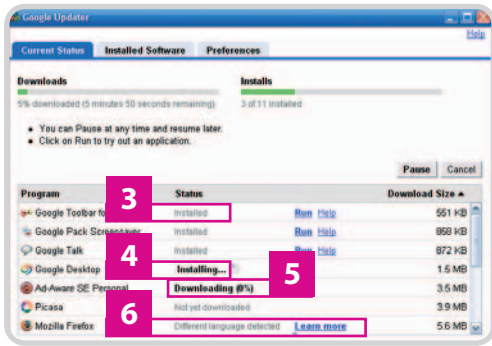 Google Updater
Help
Current Status Installed Software Preferences
Downloads Installs
5% downloaded (5 minutes 50 seconds remaining) 3 of 11 installed
• You can Pause at any time and resume later.
• Click on Run to try out an application.
Pause Cancel
Program Status Download Size
3
Google Toolbar fo Installed Run Help 551 KB
Google Pack Screensaver Installed Run Help 868 KB
Google Talk Installed Run Help 872 KB
4
Google Desktop Installing... 1.5 MB
5
Ad-Aware SE Personal Downloading (0%) 3.5 MB
Picasa Not yet downloaded 3.9 MB
6
Mozilla Firefox Different language detected Learn more 5.6 MB